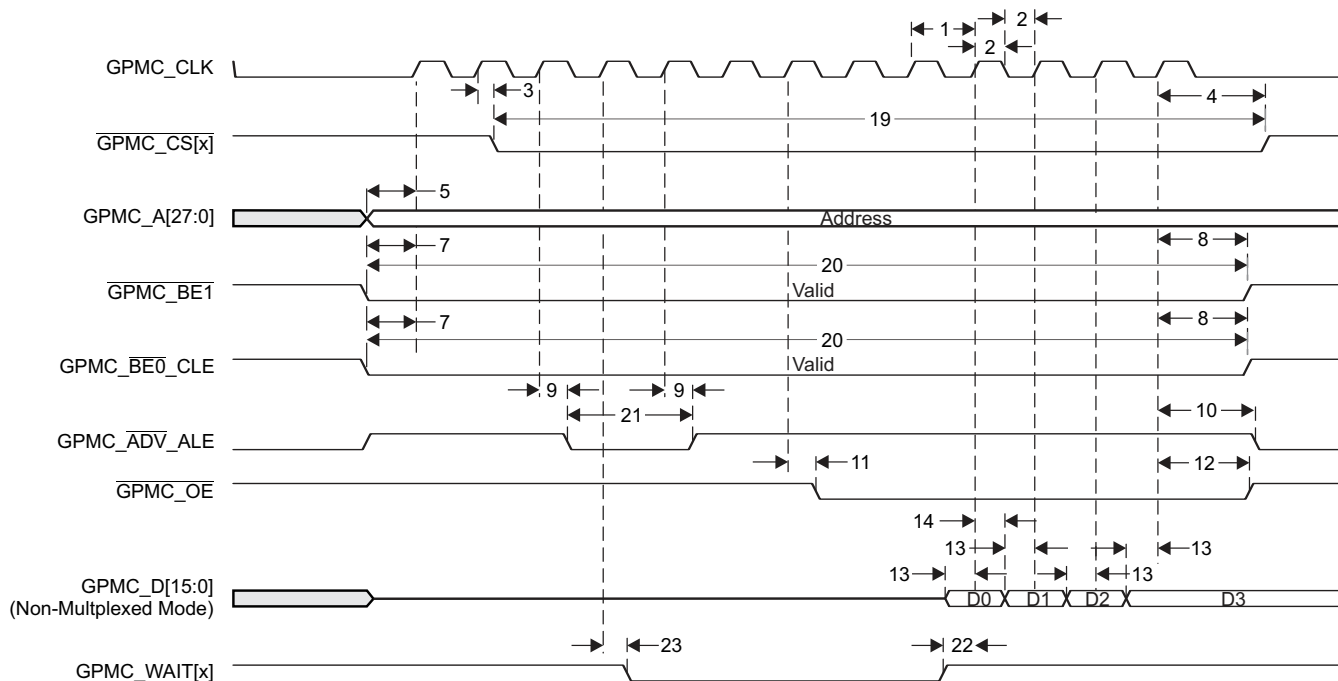 1
2
2
GPMC_CLK
3
4
19
GPMC_CS[x]
5
GPMC_A[27:0]
Address
7
8
20
GPMC_BE1
Valid
7
8
20
GPMC_BE0_CLE
Valid
9
9
21
10
GPMC_ADV_ALE
11
12
GPMC_OE
14
13
13
13
13
GPMC_D[15:0]
(Non-Multplexed Mode)
D0
D1
D2
D3
23
22
GPMC_WAIT[x]